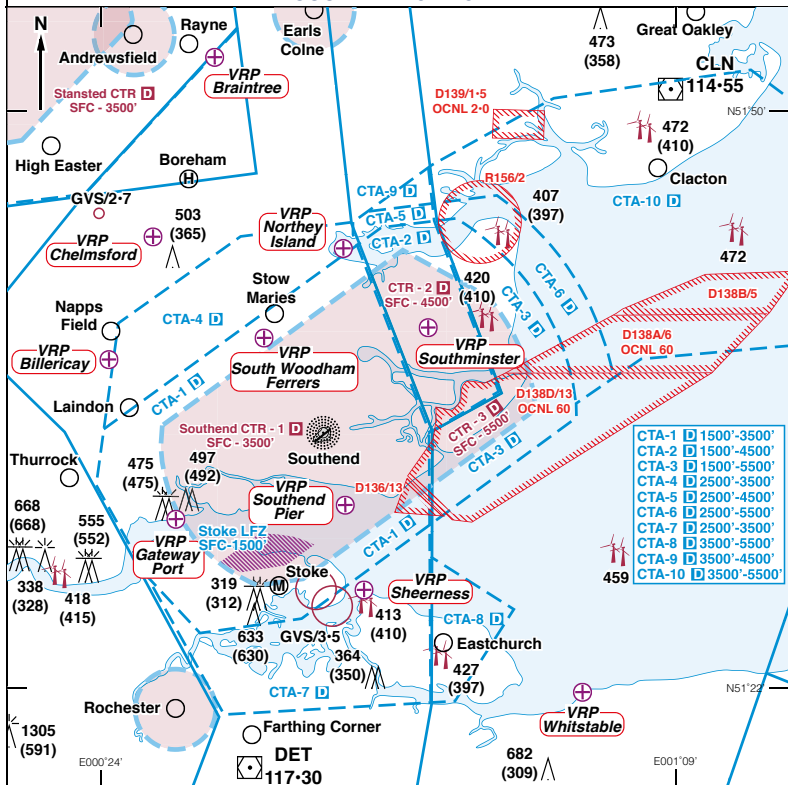 N
Andrewsfield
Rayne
Earls
Colne
473
(358)
Great Oakley
CLN
114·55
VRP
Braintree
Stansted CTR D
SFC - 3500'
D139/1·5
OCNL 2·0
N51°50'
472
(410)
High Easter
Boreham
H
Clacton
R156/2
CTA-9 D
CTA-5 D
CTA-2 D
407
(397)
CTA-10 D
GVS/2·7
503
(365)
VRP
Chelmsford
VRP
Northey
Island
472
CTR - 2 D
SFC - 4500'
420
(410)
CTA-6 D
CTA-3 D
D138B/5
Stow
Maries
CTA-4 D
Napps
Field
VRP
Billericay
VRP
South Woodham
Ferrers
VRP
Southminster
D138A/6
OCNL 60
CTA-1 D
Laindon
D138D/13
OCNL 60
CTR - 3 D
SFC - 5500'
Southend CTR - 1 D
SFC - 3500'
Southend
CTA-3 D
CTA-1 D 1500'-3500'
CTA-2 D 1500'-4500'
CTA-3 D 1500'-5500'
CTA-4 D 2500'-3500'
CTA-5 D 2500'-4500'
CTA-6 D 2500'-5500'
CTA-7 D 2500'-3500'
CTA-8 D 3500'-5500'
CTA-9 D 3500'-4500'
CTA-10 D 3500'-5500'
Thurrock
475
(475)
497
(492)
VRP
Southend
Pier
D136/13
668
(668)
555
(552)
VRP
Gateway
Port
Stoke LFZ
SFC-1500'
CTA-1 D
338
(328)
418
(415)
319
(312)
M
Stoke
VRP
Sheerness
459
413
(410)
CTA-8 D
633
(630)
GVS/3·5
364
(350)
Eastchurch
427
(397)
CTA-7 D
N51°22'
Rochester
VRP
Whitstable
1305
(591)
Farthing Corner
DET
117·30
682
(309)
E000°24'
E001°09'